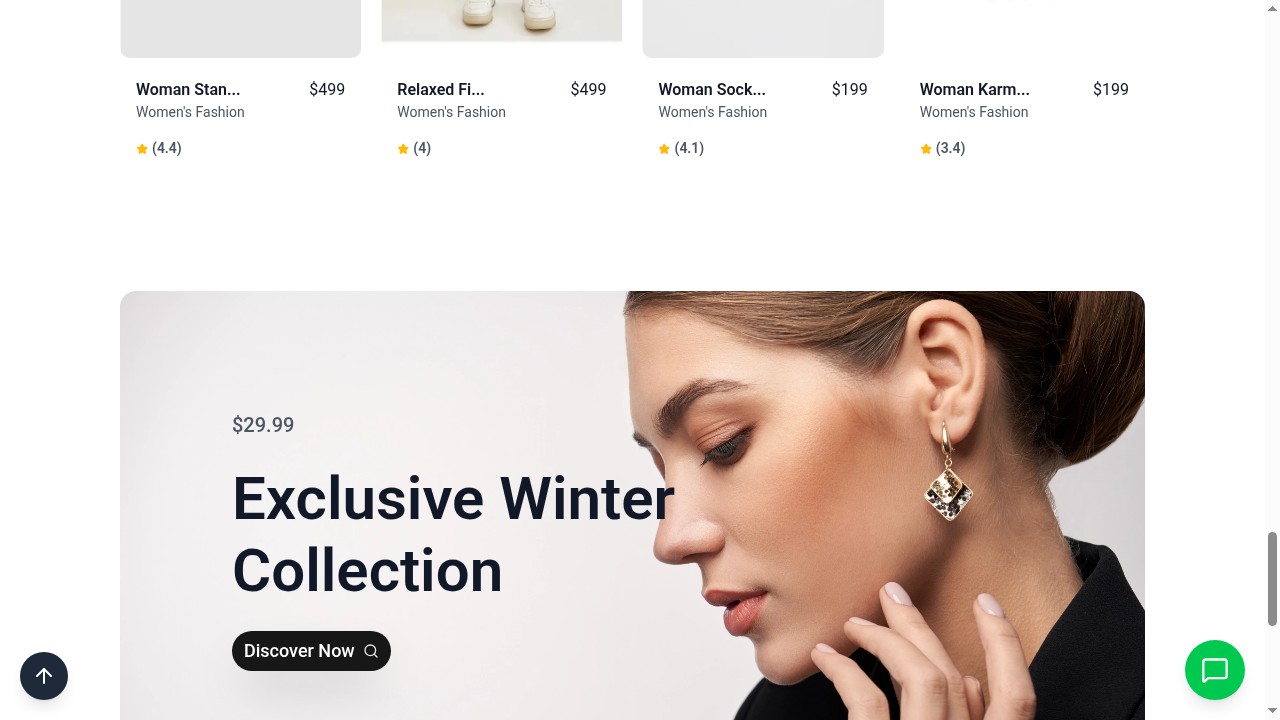 Woman Stan... $499
Women's Fashion
(4.4)
Relaxed Fi... $499
Women's Fashion
(4)
Woman Sock... $199
Women's Fashion
(4.1)
Woman Karm... $199
Women's Fashion
(3.4)
$29.99
Exclusive Winter
Collection
Discover Now